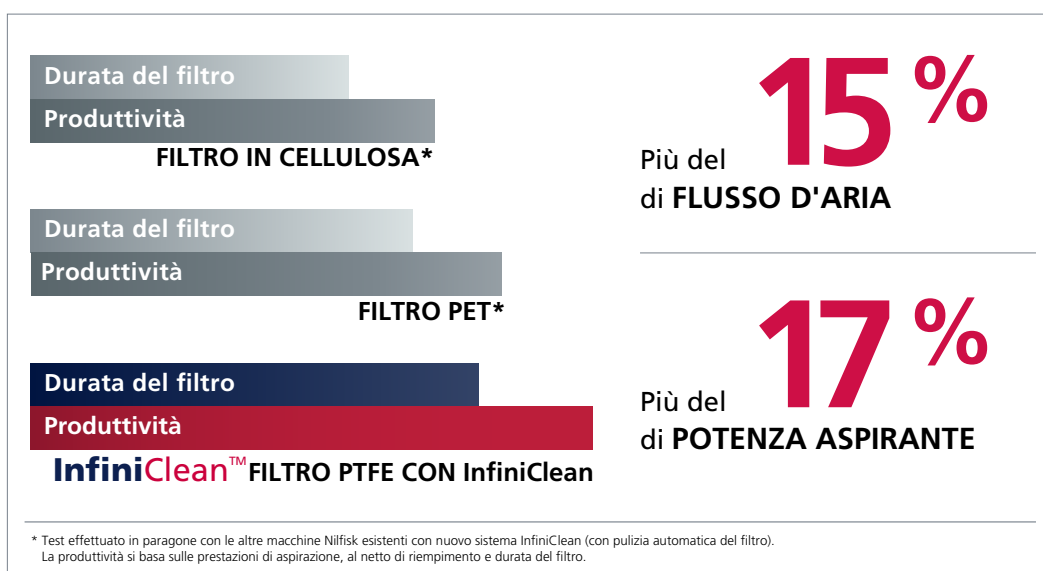 Durata del filtro
Produttività
FILTRO IN CELLULOSA*
Durata del filtro
Produttività
FILTRO PET*
Durata del filtro
Produttività
InfiniClean™ FILTRO PTFE CON InfiniClean
15%
Più del
di FLUSSO D'ARIA
17%
Più del
di POTENZA ASPIRANTE
* Test effettuato in paragone con le altre macchine Nilfisk esistenti con nuovo sistema InfiniClean (con pulizia automatica del filtro).
La produttività si basa sulle prestazioni di aspirazione, al netto di riempimento e durata del filtro.